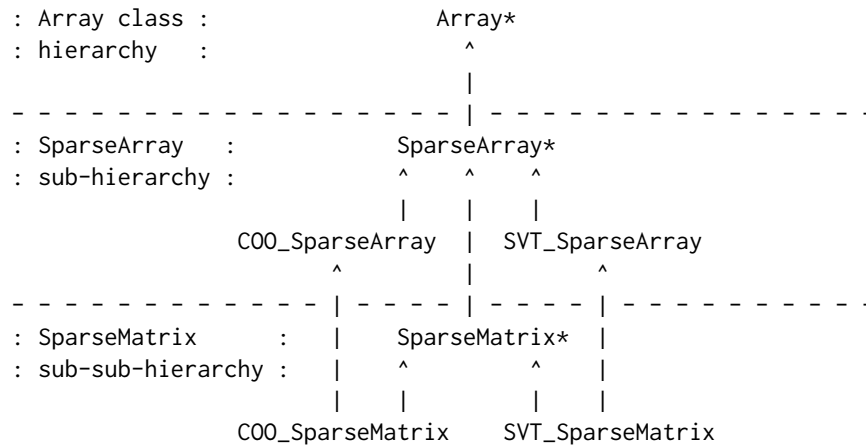 : Array class :                 Array*
: hierarchy   :                   ^
                                  |
- - - - - - - - - - - - - - - - - | - - - - - - - - - - - - - - -
: SparseArray   :            SparseArray*
: sub-hierarchy :            ^    ^    ^
                             |    |    |
                 COO_SparseArray  |  SVT_SparseArray
                        ^         |         ^
- - - - - - - - - - - - | - - - - | - - - - | - - - - - - - - - -
: SparseMatrix      :   |    SparseMatrix*  |
: sub-sub-hierarchy :   |    ^         ^    |
                        |    |         |    |
                 COO_SparseMatrix    SVT_SparseMatrix